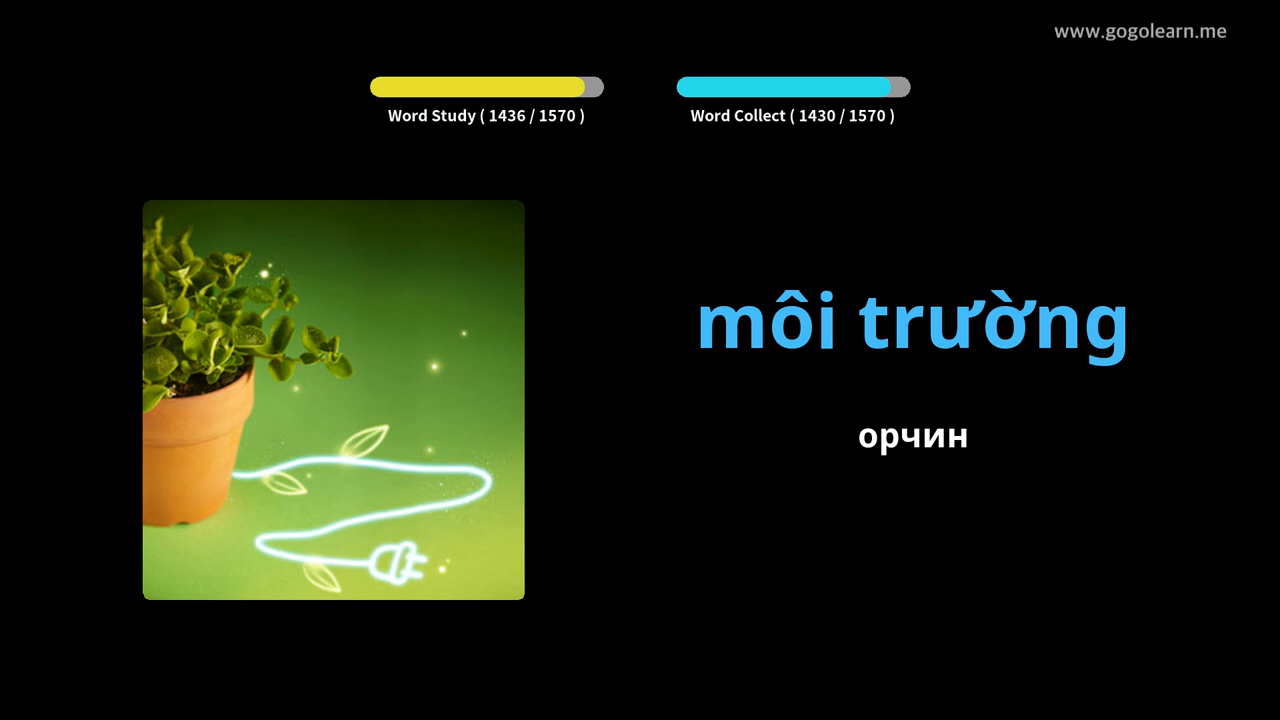 www.gogolearn.me
Word Study ( 1436 / 1570 )
Word Collect ( 1430 / 1570 )
môi trường
орчин